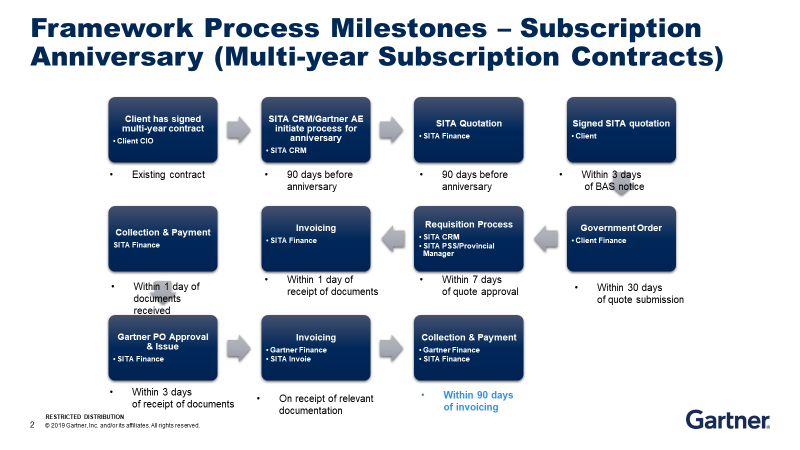 Framework Process Milestones – Subscription
Anniversary (Multi-year Subscription Contracts)
Client has signed
multi-year contract
• Client CIO
SITA CRM/Gartner AE
initiate process for
anniversary
• SITA CRM
SITA Quotation
• SITA Finance
Signed SITA quotation
• Client
• Existing contract
• 90 days before
anniversary
• 90 days before
anniversary
• Within 3 days
of BAS notice
Collection & Payment
SITA Finance
Invoicing
• SITA Finance
Requisition Process
• SITA CRM
• SITA PSS/Provincial
Manager
Government Order
• Client Finance
• Within 1 day of
documents
received
• Within 1 day of
receipt of documents
• Within 7 days
of quote approval
• Within 30 days
of quote submission
Gartner PO Approval
& Issue
• SITA Finance
Invoicing
• Gartner Finance
• SITA Invoie
Collection & Payment
• Gartner Finance
• SITA Finance
• Within 3 days
of receipt of documents
• On receipt of relevant
documentation
• Within 90 days
of invoicing
RESTRICTED DISTRIBUTION
2 © 2019 Gartner, Inc. and/or its affiliates. All rights reserved.
Gartner